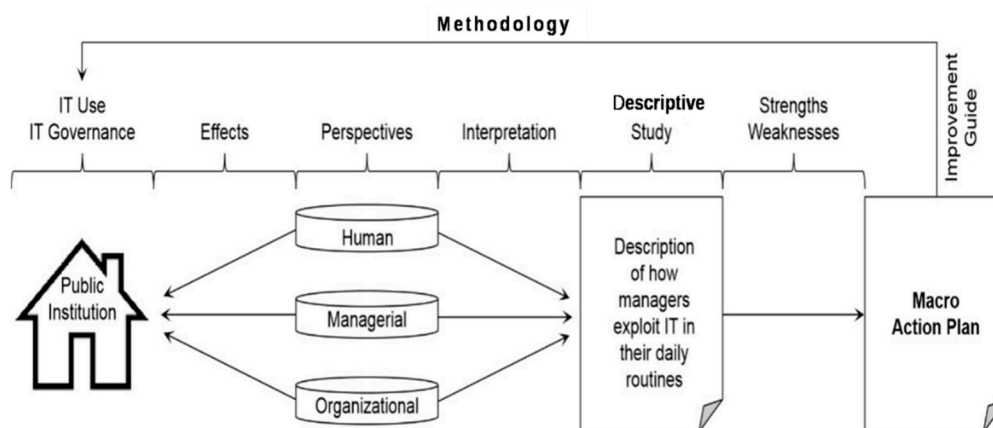 Methodology
IT Use
IT Governance
Effects
Perspectives
Interpretation
Descriptive
Study
Strengths
Weaknesses
Improvement
Guide
Public
Institution
Human
Managerial
Organizational
Description
of how
managers
exploit IT in
their daily
routines
Macro
Action Plan